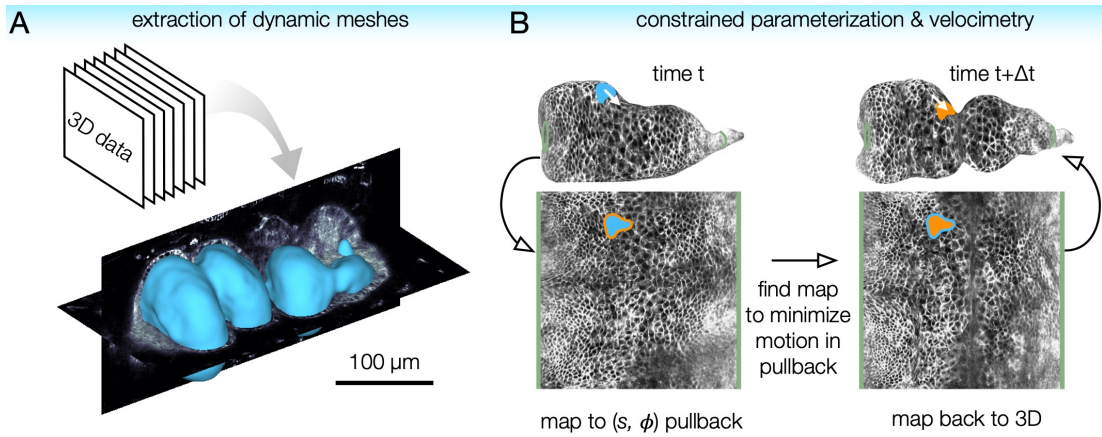 A
extraction of dynamic meshes
3D data
100 µm
B
constrained parameterization & velocimetry
time t
time t+Δt
find map
to minimize
motion in
pullback
map to (s, ϕ) pullback
map back to 3D